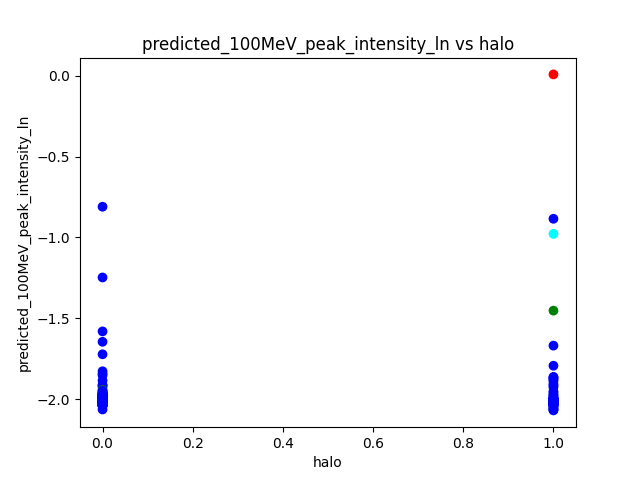 predicted_100MeV_peak_intensity_ln vs halo
predicted_100MeV_peak_intensity_ln
0.0
−0.5
−1.0
−1.5
−2.0
0.0 0.2 0.4 0.6 0.8 1.0
halo